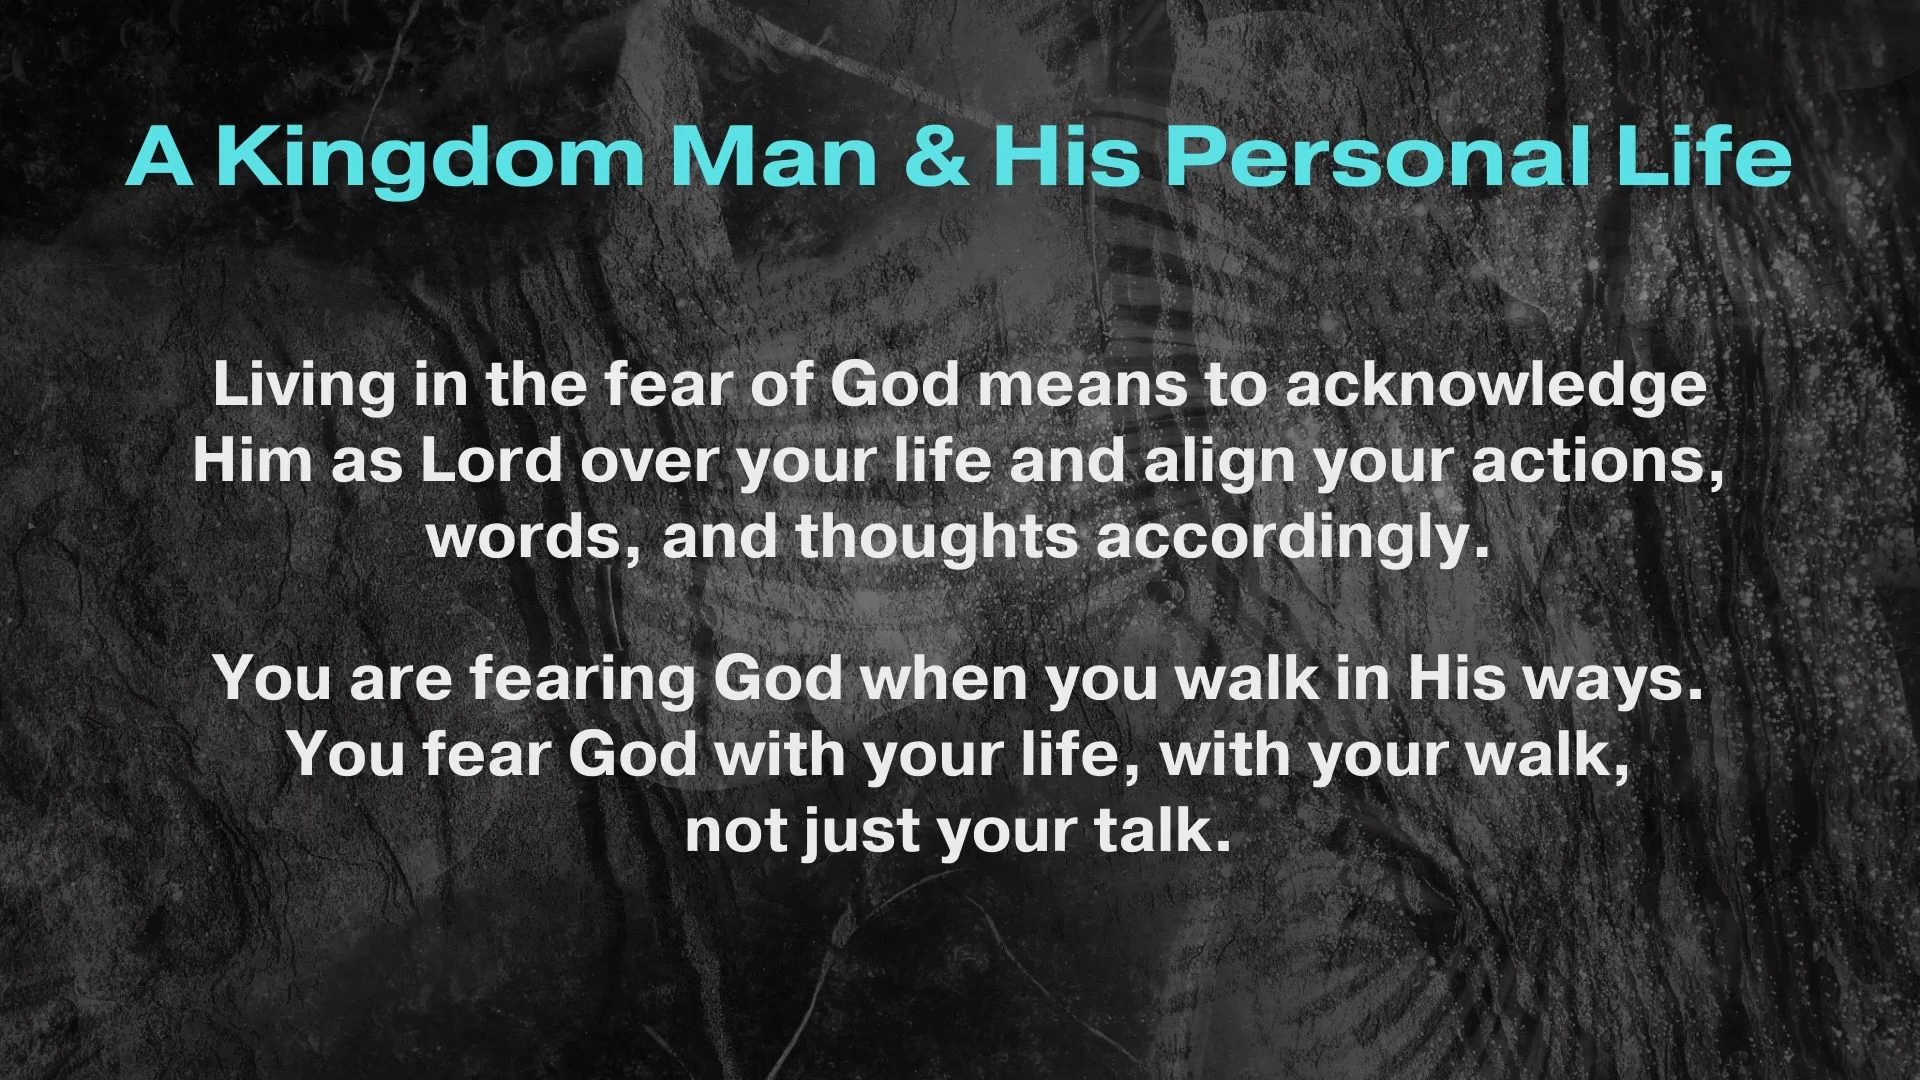 A Kingdom Man & His Personal Life
Living in the fear of God means to acknowledge
Him as Lord over your life and align your actions,
words, and thoughts accordingly.
You are fearing God when you walk in His ways.
You fear God with your life, with your walk,
not just your talk.